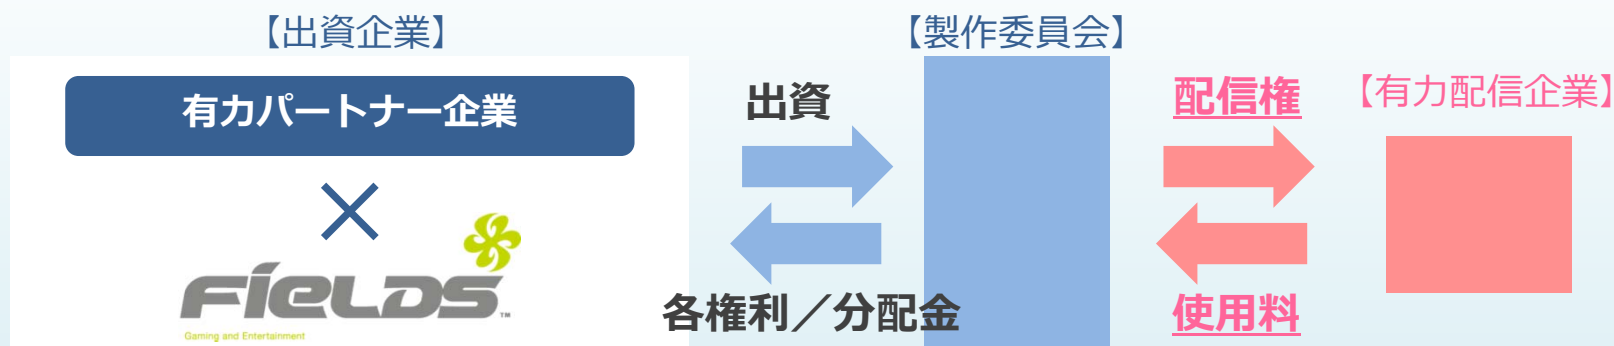 【出資企業】
【製作委員会】
有力パートナー企業
×
FIELDS
TM
Gaming and Entertainment
出資
各権利／分配金
配信権
使用料
【有力配信企業】